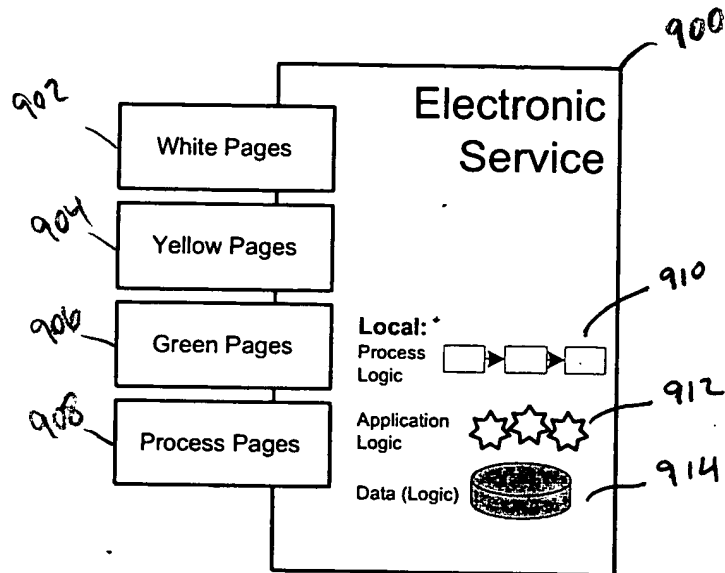 900
Electronic
Service
902
White Pages
904
Yellow Pages
906
Green Pages
908
Process Pages
Local:
Process
Logic
910
Application
Logic
912
Data (Logic)
914